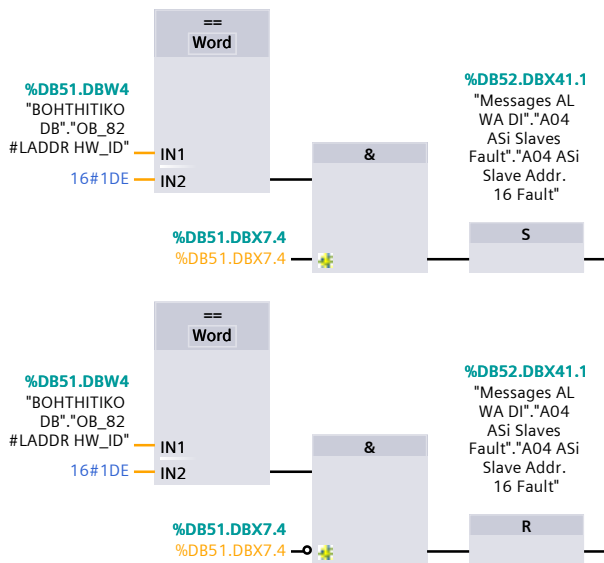 ==
Word
%DB51.DBW4
"BOHTHITIKO
DB"."OB_82
#LADDR HW_ID"
IN1
16#1DE
IN2
&
%DB51.DBX7.4
%DB51.DBX7.4
%DB52.DBX41.1
"Messages AL
WA DI"."A04
ASi Slaves
Fault"."A04 ASi
Slave Addr.
16 Fault"
S
==
Word
%DB51.DBW4
"BOHTHITIKO
DB"."OB_82
#LADDR HW_ID"
IN1
16#1DE
IN2
&
%DB51.DBX7.4
%DB51.DBX7.4
%DB52.DBX41.1
"Messages AL
WA DI"."A04
ASi Slaves
Fault"."A04 ASi
Slave Addr.
16 Fault"
R